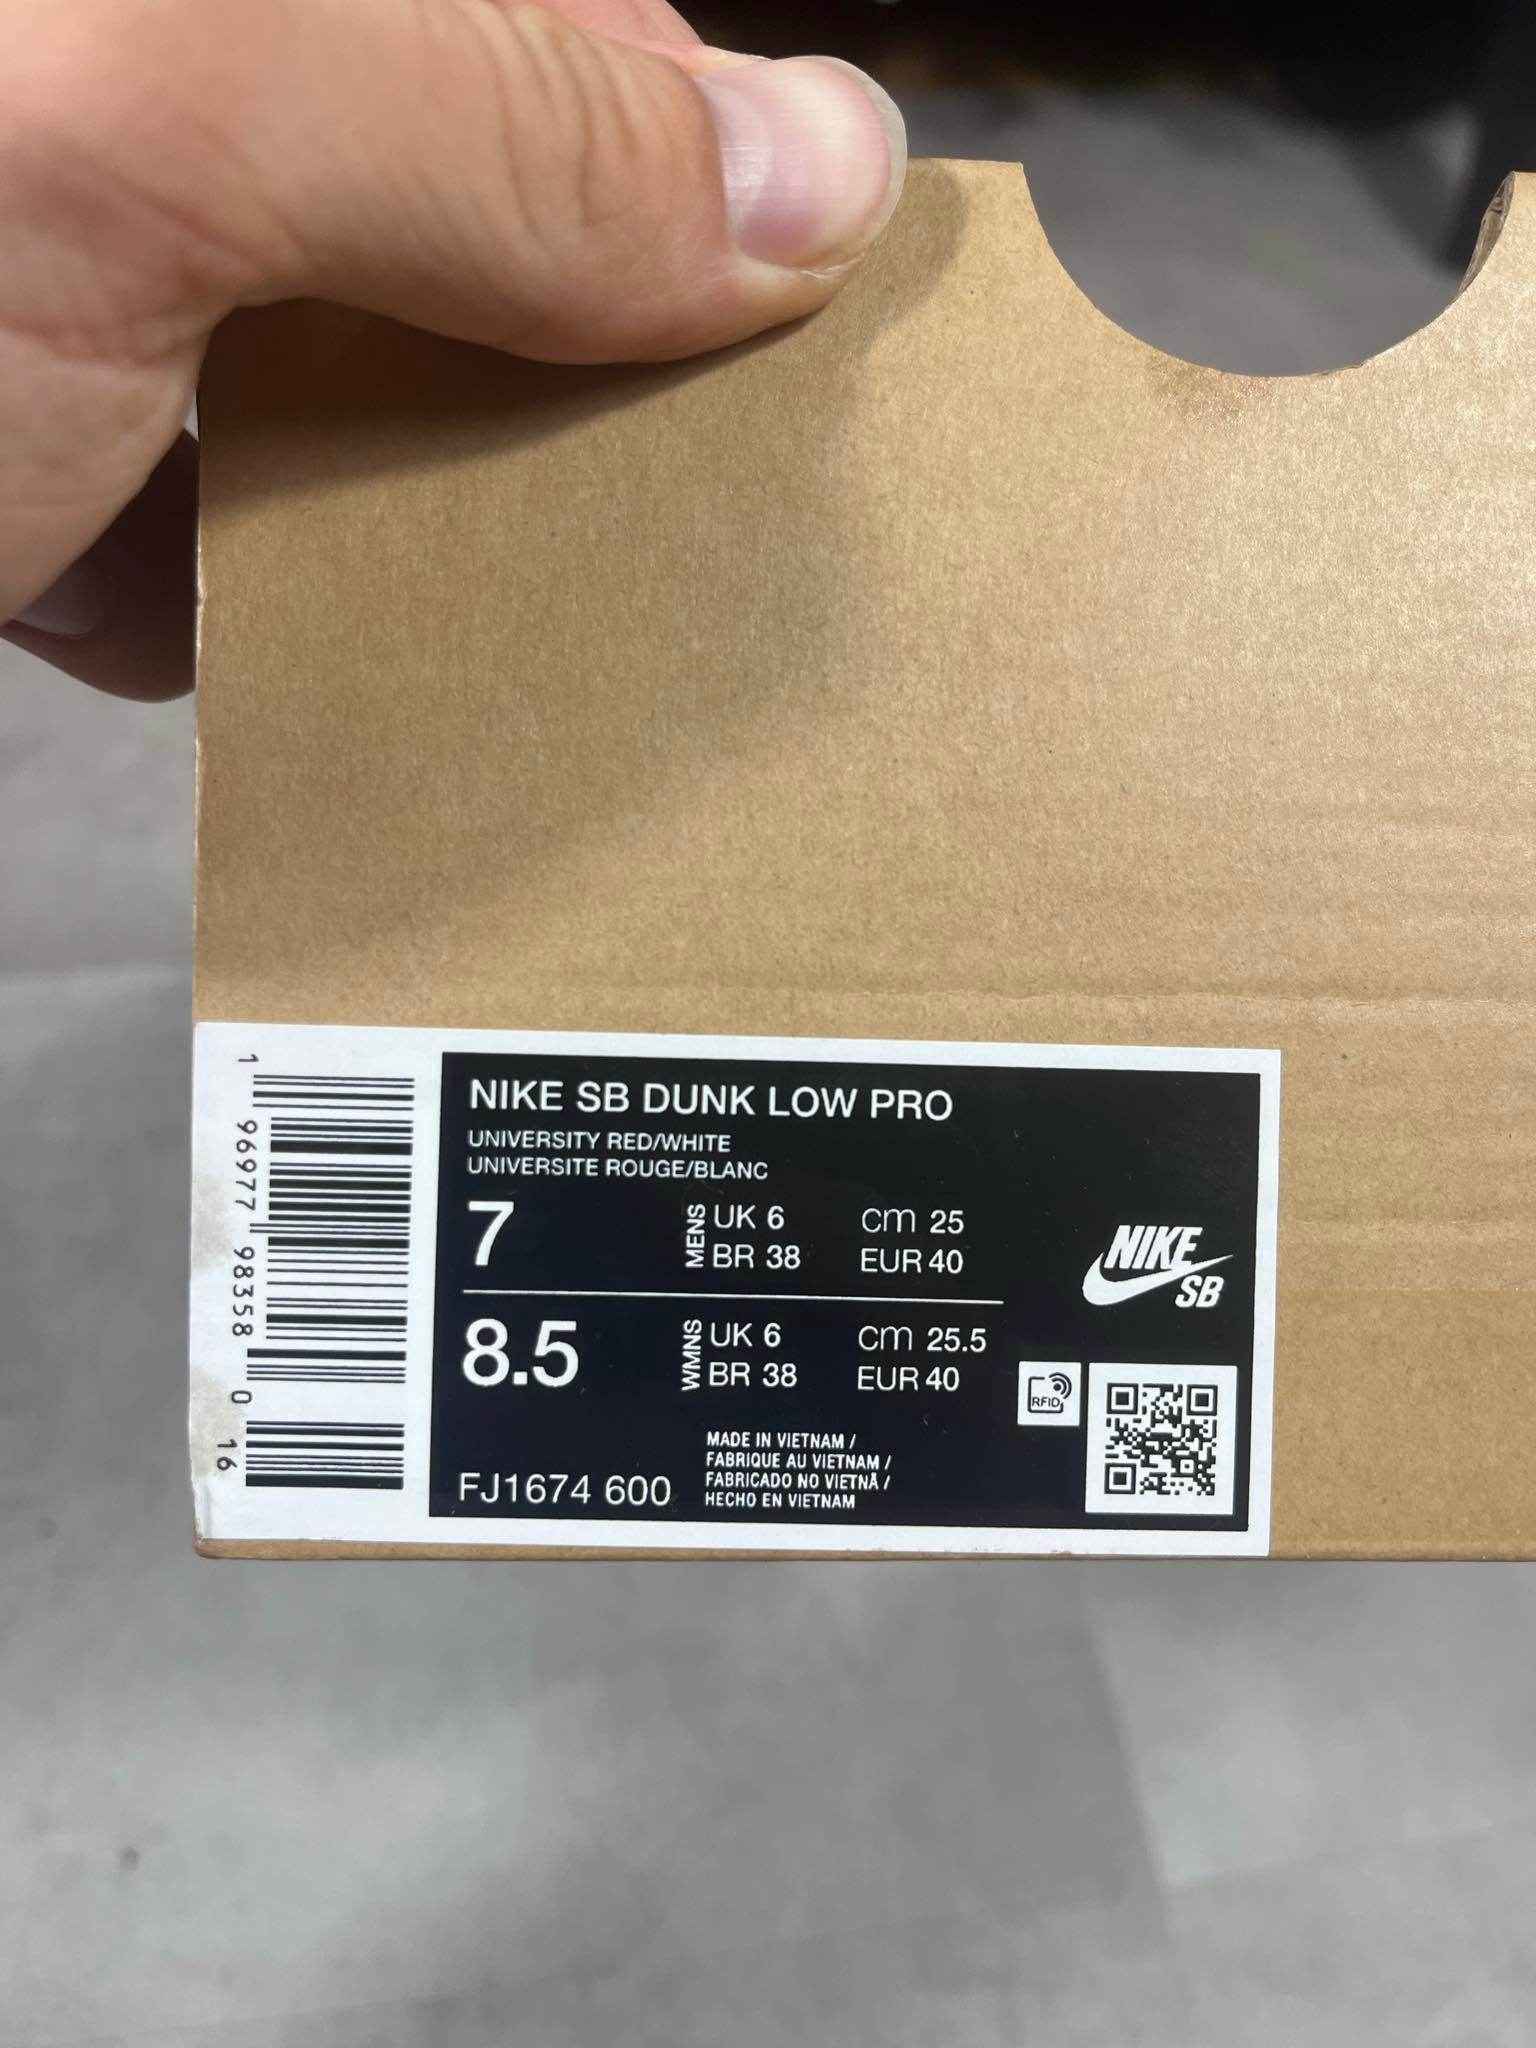 1 96977 98358 0 16
NIKE SB DUNK LOW PRO
UNIVERSITY RED/WHITE
UNIVERSITE ROUGE/BLANC
7 MENS UK 6 cm 25
BR 38 EUR 40
8.5 WMNS UK 6 cm 25.5
BR 38 EUR 40
NIKE
SB
RFID
MADE IN VIETNAM /
FABRIQUE AU VIETNAM /
FABRICADO NO VIETNÃ /
HECHO EN VIETNAM
FJ1674 600